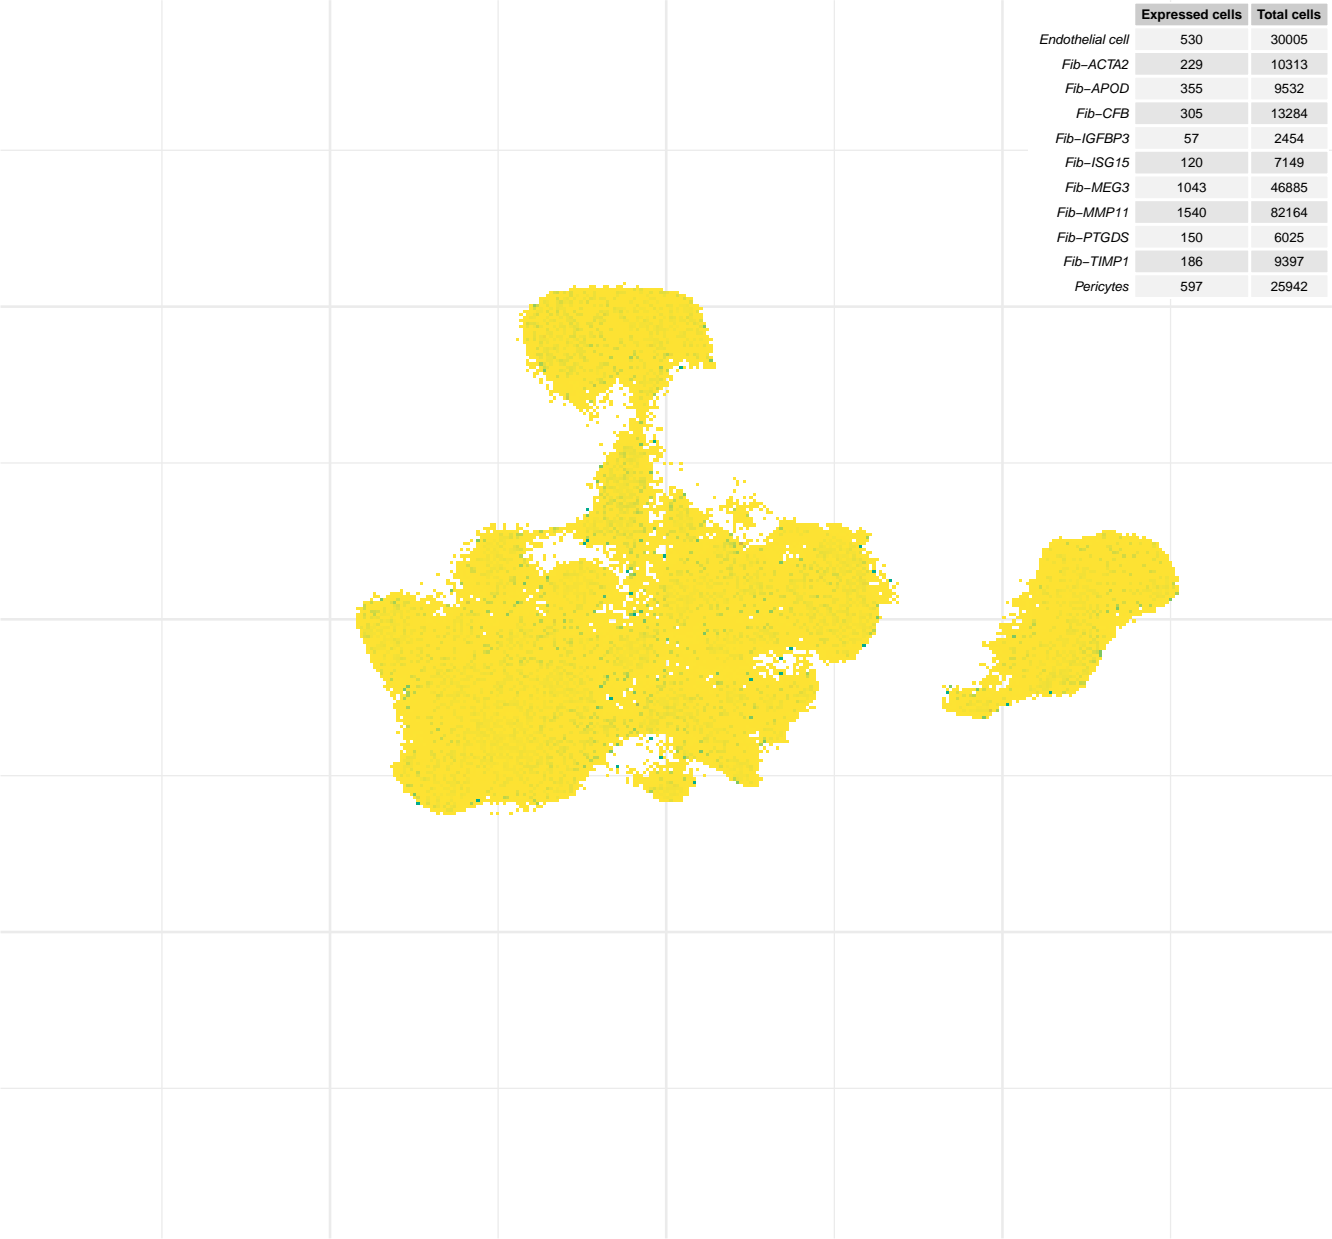 Expressed cells Total cells
Endothelial cell 530 30005
Fib−ACTA2 229 10313
Fib−APOD 355 9532
Fib−CFB 305 13284
Fib−IGFBP3 57 2454
Fib−ISG15 120 7149
Fib−MEG3 1043 46885
Fib−MMP11 1540 82164
Fib−PTGDS 150 6025
Fib−TIMP1 186 9397
Pericytes 597 25942